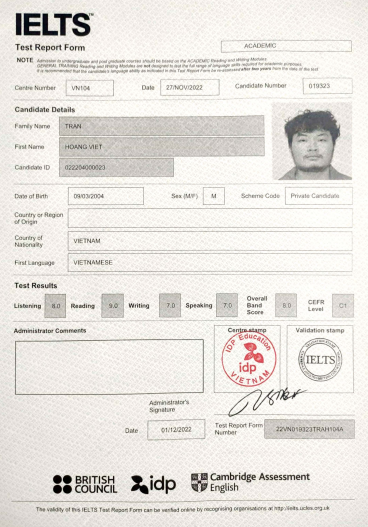 IELTS™
Test Report Form
ACADEMIC
NOTE Admission to undergraduate and post graduate courses should be based on the ACADEMIC Reading and Writing Modules.
GENERAL TRAINING Reading and Writing Modules are not designed to test the full range of language skills required for academic purposes.
It is recommended that the candidate's language ability as indicated in this Test Report Form be re-assessed after two years from the date of the test.
Centre Number VN104 Date 27/NOV/2022 Candidate Number 019323
Candidate Details
Family Name TRAN
First Name HOANG VIET
Candidate ID 022204000023
Date of Birth 09/03/2004 Sex (M/F) M Scheme Code Private Candidate
Country or Region of Origin
Country of Nationality VIETNAM
First Language VIETNAMESE
Test Results
Listening 8.0 Reading 9.0 Writing 7.0 Speaking 7.0 Overall Band Score 8.0 CEFR Level C1
Administrator Comments
Centre stamp
Validation stamp
IDP Education
idp
VIETNAM
IELTS
Administrator's Signature
Date 01/12/2022
Test Report Form Number 22VN019323TRAH104A
BRITISH COUNCIL
idp
Cambridge Assessment English
The validity of this IELTS Test Report Form can be verified online by recognising organisations at http://ielts.ucles.org.uk